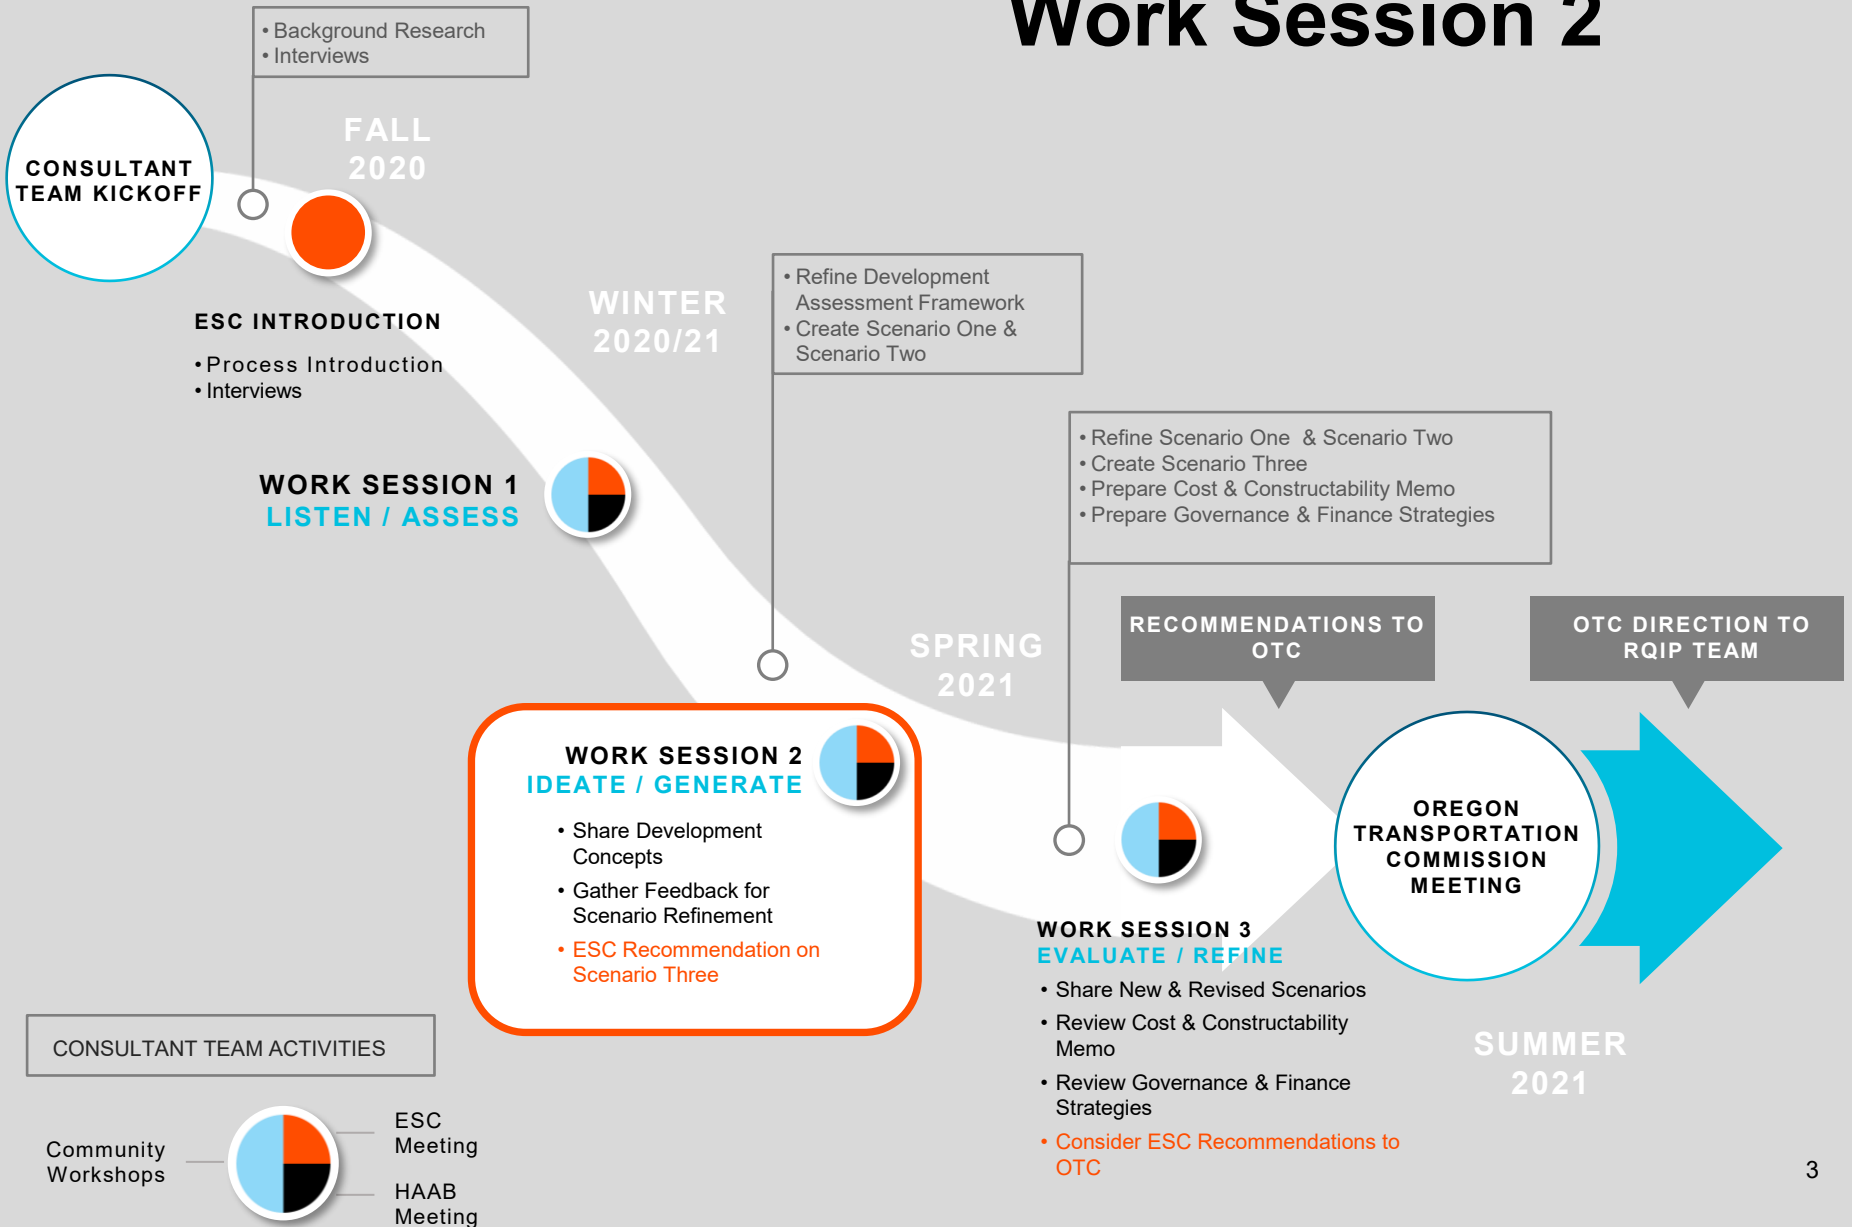 Work Session 2
• Background Research
• Interviews
CONSULTANT
TEAM KICKOFF
FALL
2020
ESC INTRODUCTION
• Process Introduction
• Interviews
WINTER
2020/21
• Refine Development
Assessment Framework
• Create Scenario One &
Scenario Two
WORK SESSION 1
LISTEN / ASSESS
• Refine Scenario One & Scenario Two
• Create Scenario Three
• Prepare Cost & Constructability Memo
• Prepare Governance & Finance Strategies
SPRING
2021
RECOMMENDATIONS TO
OTC
OTC DIRECTION TO
RQIP TEAM
WORK SESSION 2
IDEATE / GENERATE
• Share Development
Concepts
• Gather Feedback for
Scenario Refinement
• ESC Recommendation on
Scenario Three
OREGON
TRANSPORTATION
COMMISSION
MEETING
WORK SESSION 3
EVALUATE / REFINE
• Share New & Revised Scenarios
• Review Cost & Constructability
Memo
• Review Governance & Finance
Strategies
• Consider ESC Recommendations to
OTC
SUMMER
2021
CONSULTANT TEAM ACTIVITIES
Community
Workshops
ESC
Meeting
HAAB
Meeting
3